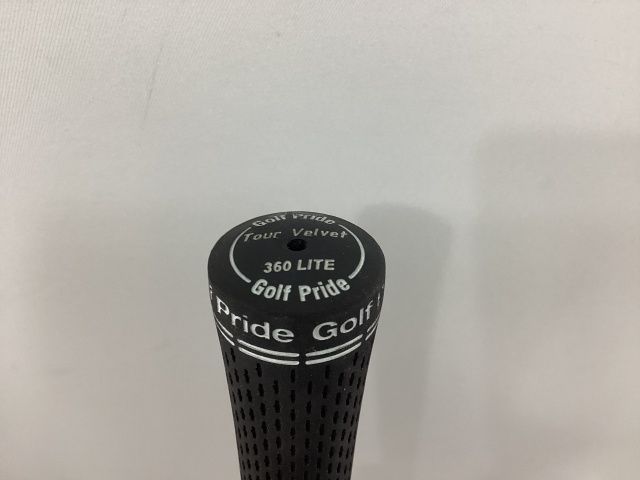 Golf Pride
Tour Velvet
360 LITE
Golf Pride
Pride Golf